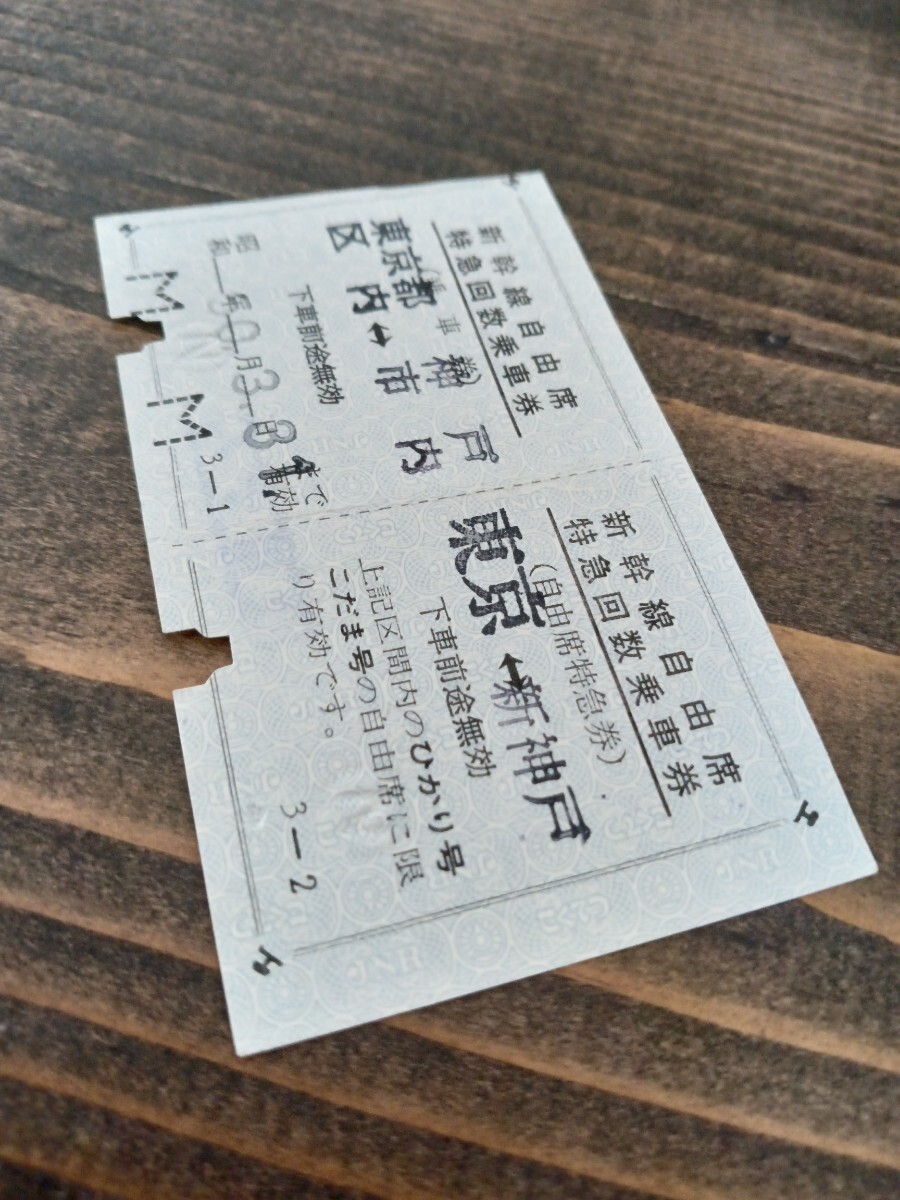 新幹線自由席
特急回数乗車券
東京都
区内↔神戸
市内
下車前途無効
昭和 年 月 日まで有効
3-1
新幹線自由席
特急回数乗車券
(自由席特急券)
東京↔新神戸
下車前途無効
上記区間内のひかり号
こだま号の自由席に限
り有効です。
3-2